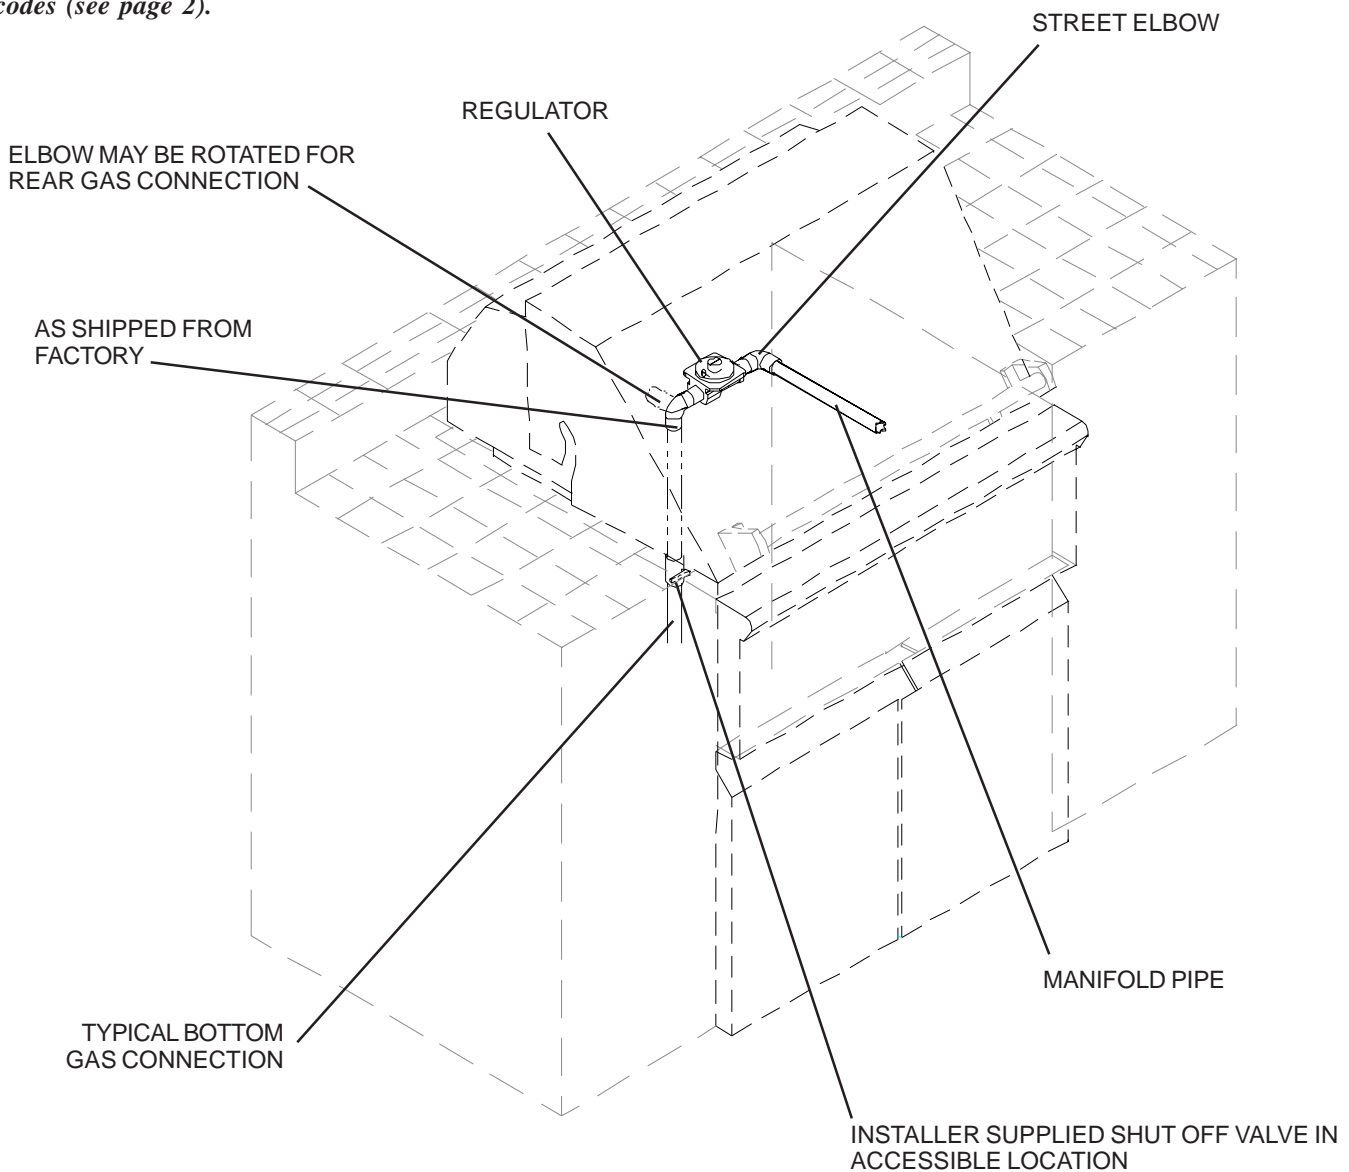 codes (see page 2).
STREET ELBOW
REGULATOR
ELBOW MAY BE ROTATED FOR
REAR GAS CONNECTION
AS SHIPPED FROM
FACTORY
MANIFOLD PIPE
TYPICAL BOTTOM
GAS CONNECTION
INSTALLER SUPPLIED SHUT OFF VALVE IN
ACCESSIBLE LOCATION